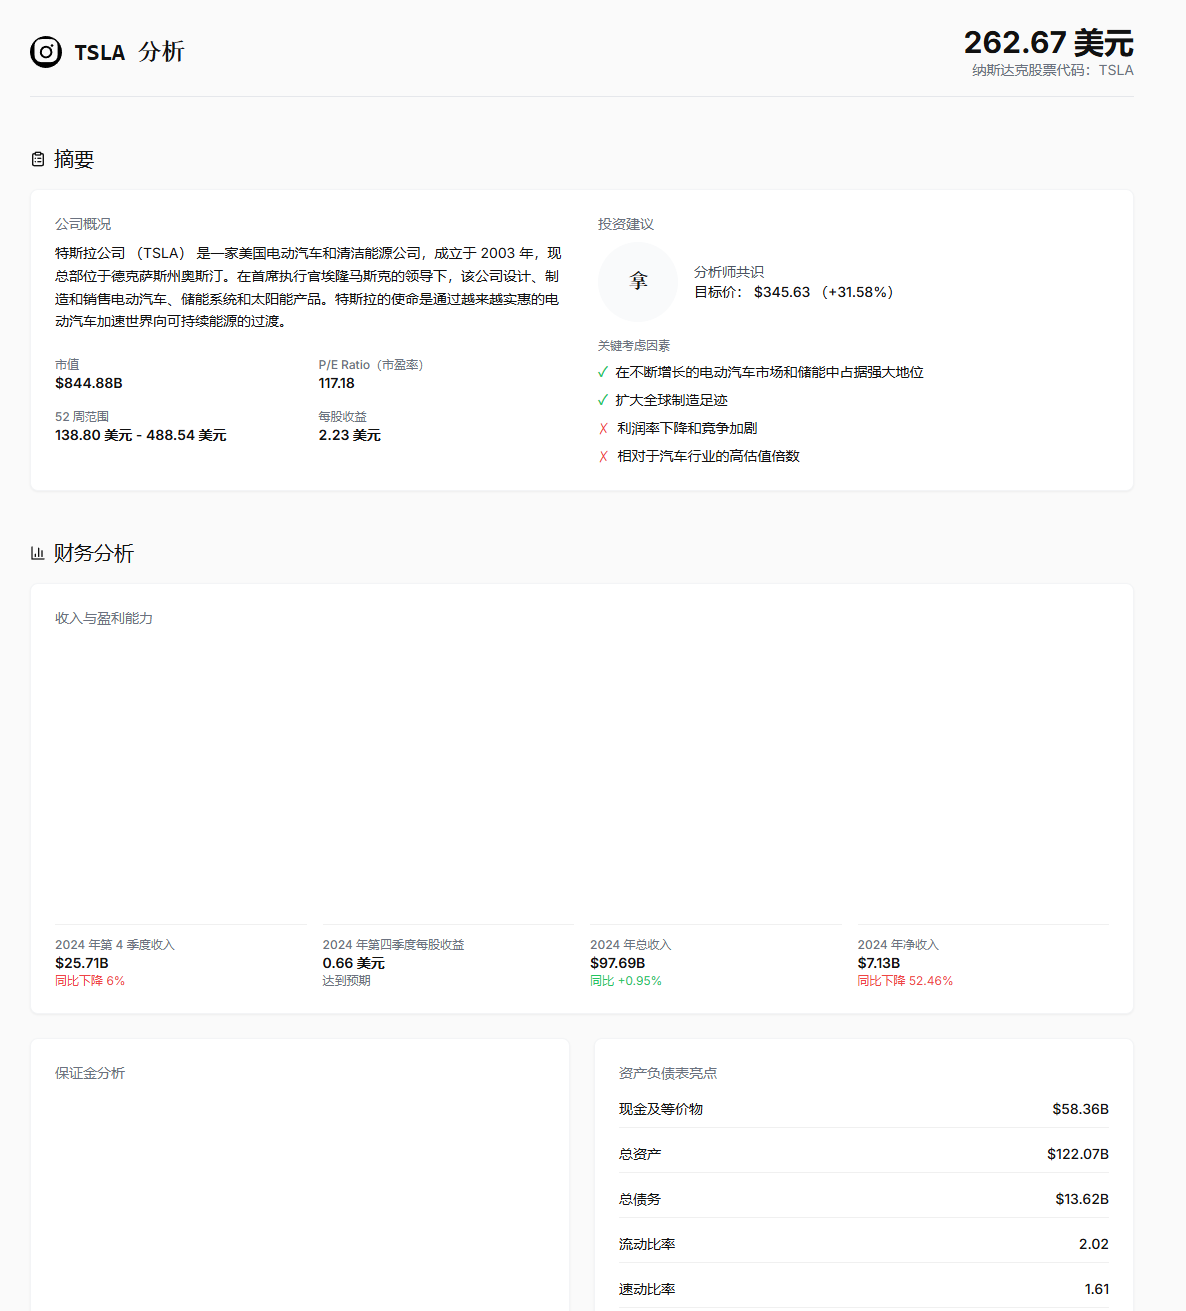 TSLA 分析
262.67 美元
纳斯达克股票代码：TSLA
摘要
公司概况
特斯拉公司 （TSLA） 是一家美国电动汽车和清洁能源公司，成立于 2003 年，现
总部位于德克萨斯州奥斯汀。在首席执行官埃隆马斯克的领导下，该公司设计、制
造和销售电动汽车、储能系统和太阳能产品。特斯拉的使命是通过越来越实惠的电
动汽车加速世界向可持续能源的过渡。
市值
$844.88B
P/E Ratio（市盈率）
117.18
52 周范围
138.80 美元 - 488.54 美元
每股收益
2.23 美元
投资建议
拿
分析师共识
目标价： $345.63 （+31.58%）
关键考虑因素
✓ 在不断增长的电动汽车市场和储能中占据强大地位
✓ 扩大全球制造足迹
✗ 利润率下降和竞争加剧
✗ 相对于汽车行业的高估值倍数
财务分析
收入与盈利能力
2024 年第 4 季度收入
$25.71B
同比下降 6%
2024 年第四季度每股收益
0.66 美元
达到预期
2024 年总收入
$97.69B
同比 +0.95%
2024 年净收入
$7.13B
同比下降 52.46%
保证金分析
资产负债表亮点
现金及等价物 $58.36B
总资产 $122.07B
总债务 $13.62B
流动比率 2.02
速动比率 1.61